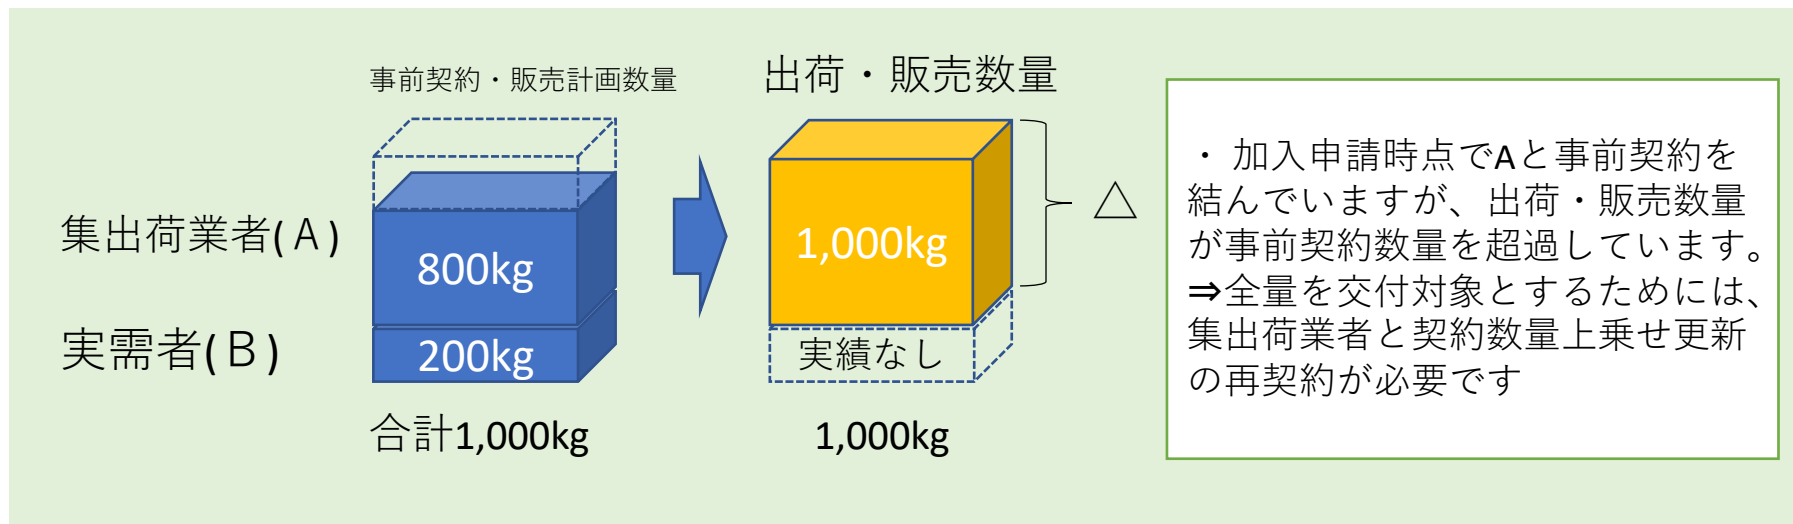 事前契約・販売計画数量
出荷・販売数量
集出荷業者(A)
800kg
1,000kg
△
実需者(B)
200kg
実績なし
合計1,000kg
1,000kg
・ 加入申請時点でAと事前契約を
結んでいますが、出荷・販売数量
が事前契約数量を超過しています。
⇒全量を交付対象とするためには、
集出荷業者と契約数量上乗せ更新
の再契約が必要です